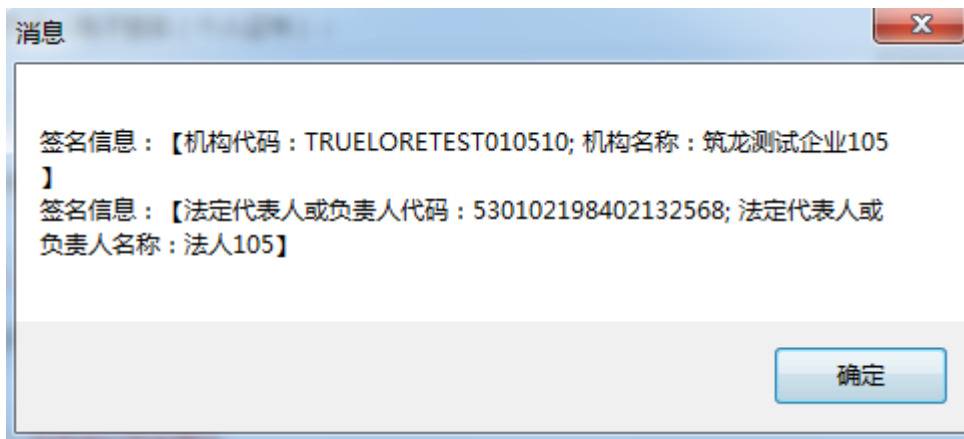 消息
签名信息：【机构代码：TRUELORETEST010510; 机构名称：筑龙测试企业105
】
签名信息：【法定代表人或负责人代码：530102198402132568; 法定代表人或
负责人名称：法人105】
确定